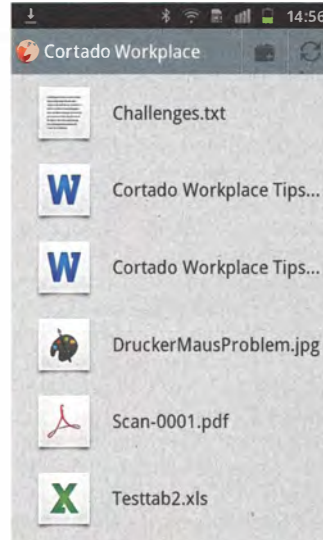 14:56
Cortado Workplace
Challenges.txt
W
Cortado Workplace Tips...
W
Cortado Workplace Tips...
DruckerMausProblem.jpg
Scan-0001.pdf
X
Testtab2.xls